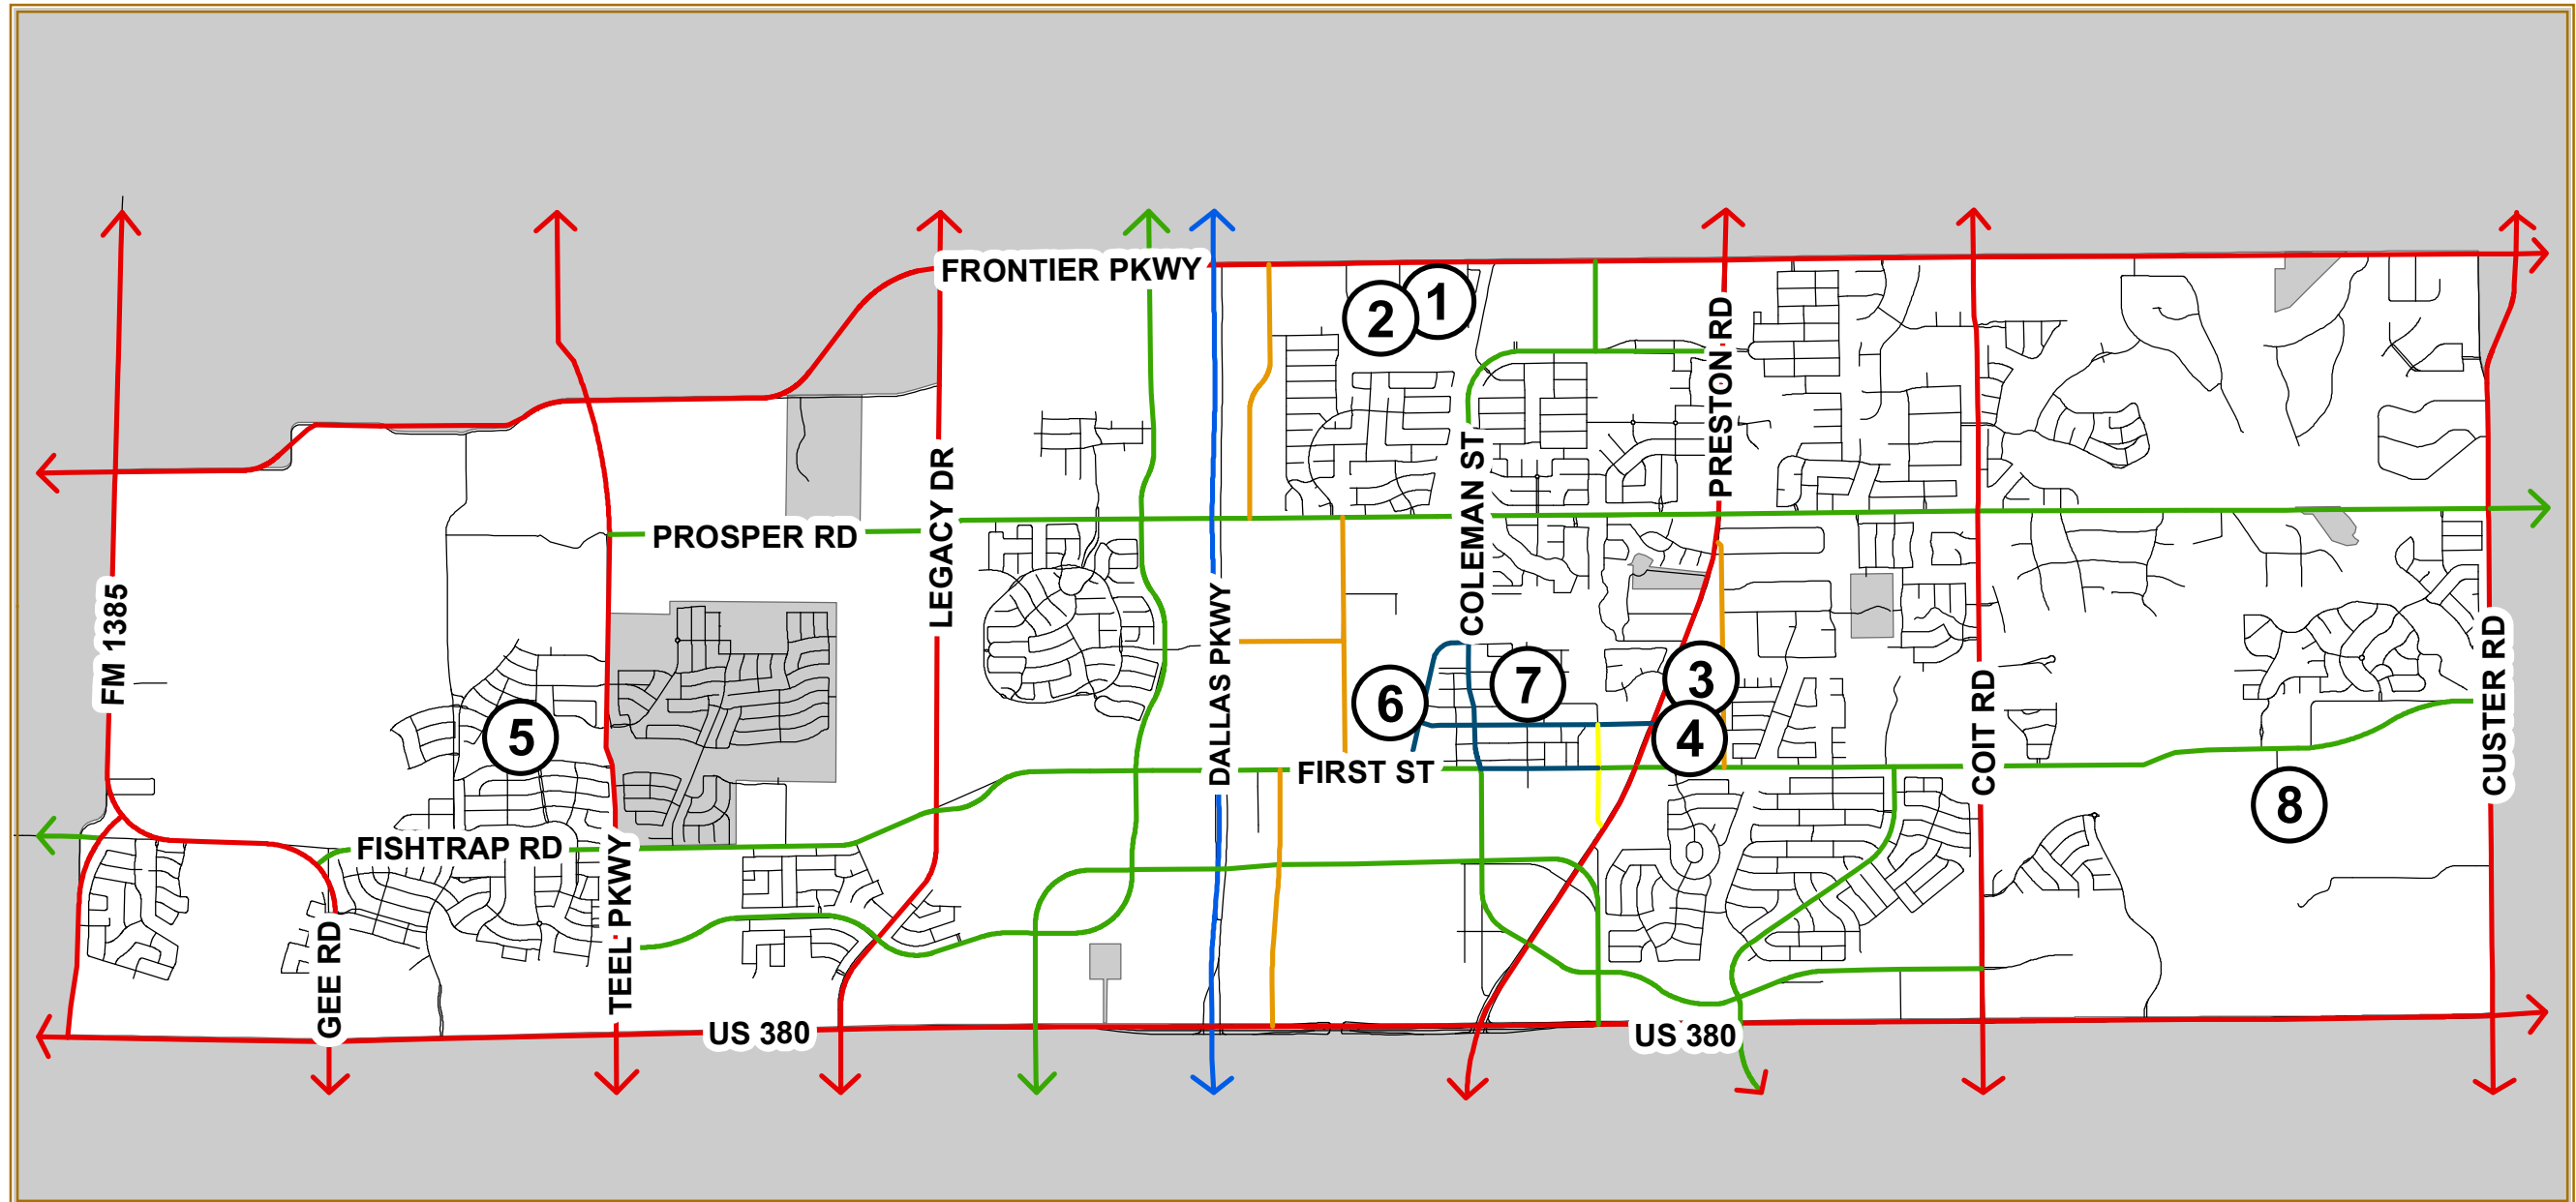 FRONTIER PKWY
2
1
PRESTON RD
COLEMAN ST
LEGACY DR
PROSPER RD
FM 1385
DALLAS PKWY
CUSTER RD
3
7
6
4
5
COIT RD
FIRST ST
8
FISHTRAP RD
TEEL PKWY
GEE RD
US 380
US 380